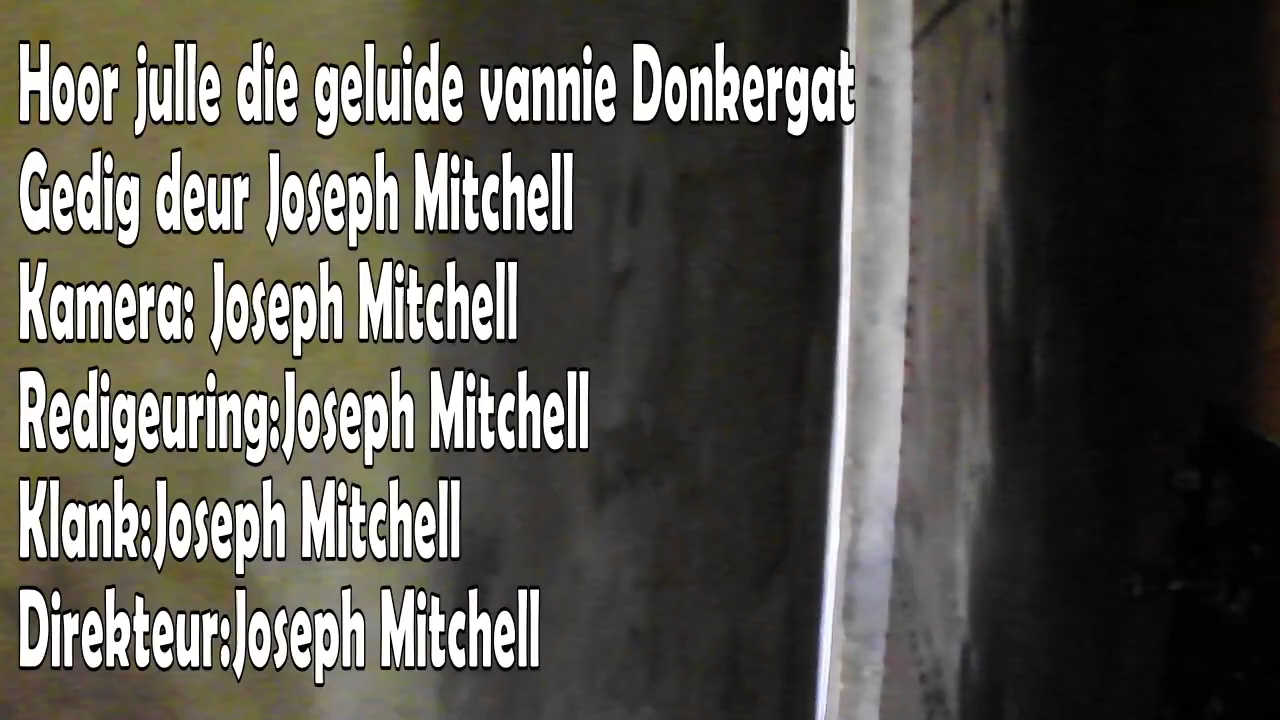 Hoor julle die geluide vannie Donkergat
Gedig deur Joseph Mitchell
Kamera: Joseph Mitchell
Redigeuring:Joseph Mitchell
Klank:Joseph Mitchell
Direkteur:Joseph Mitchell